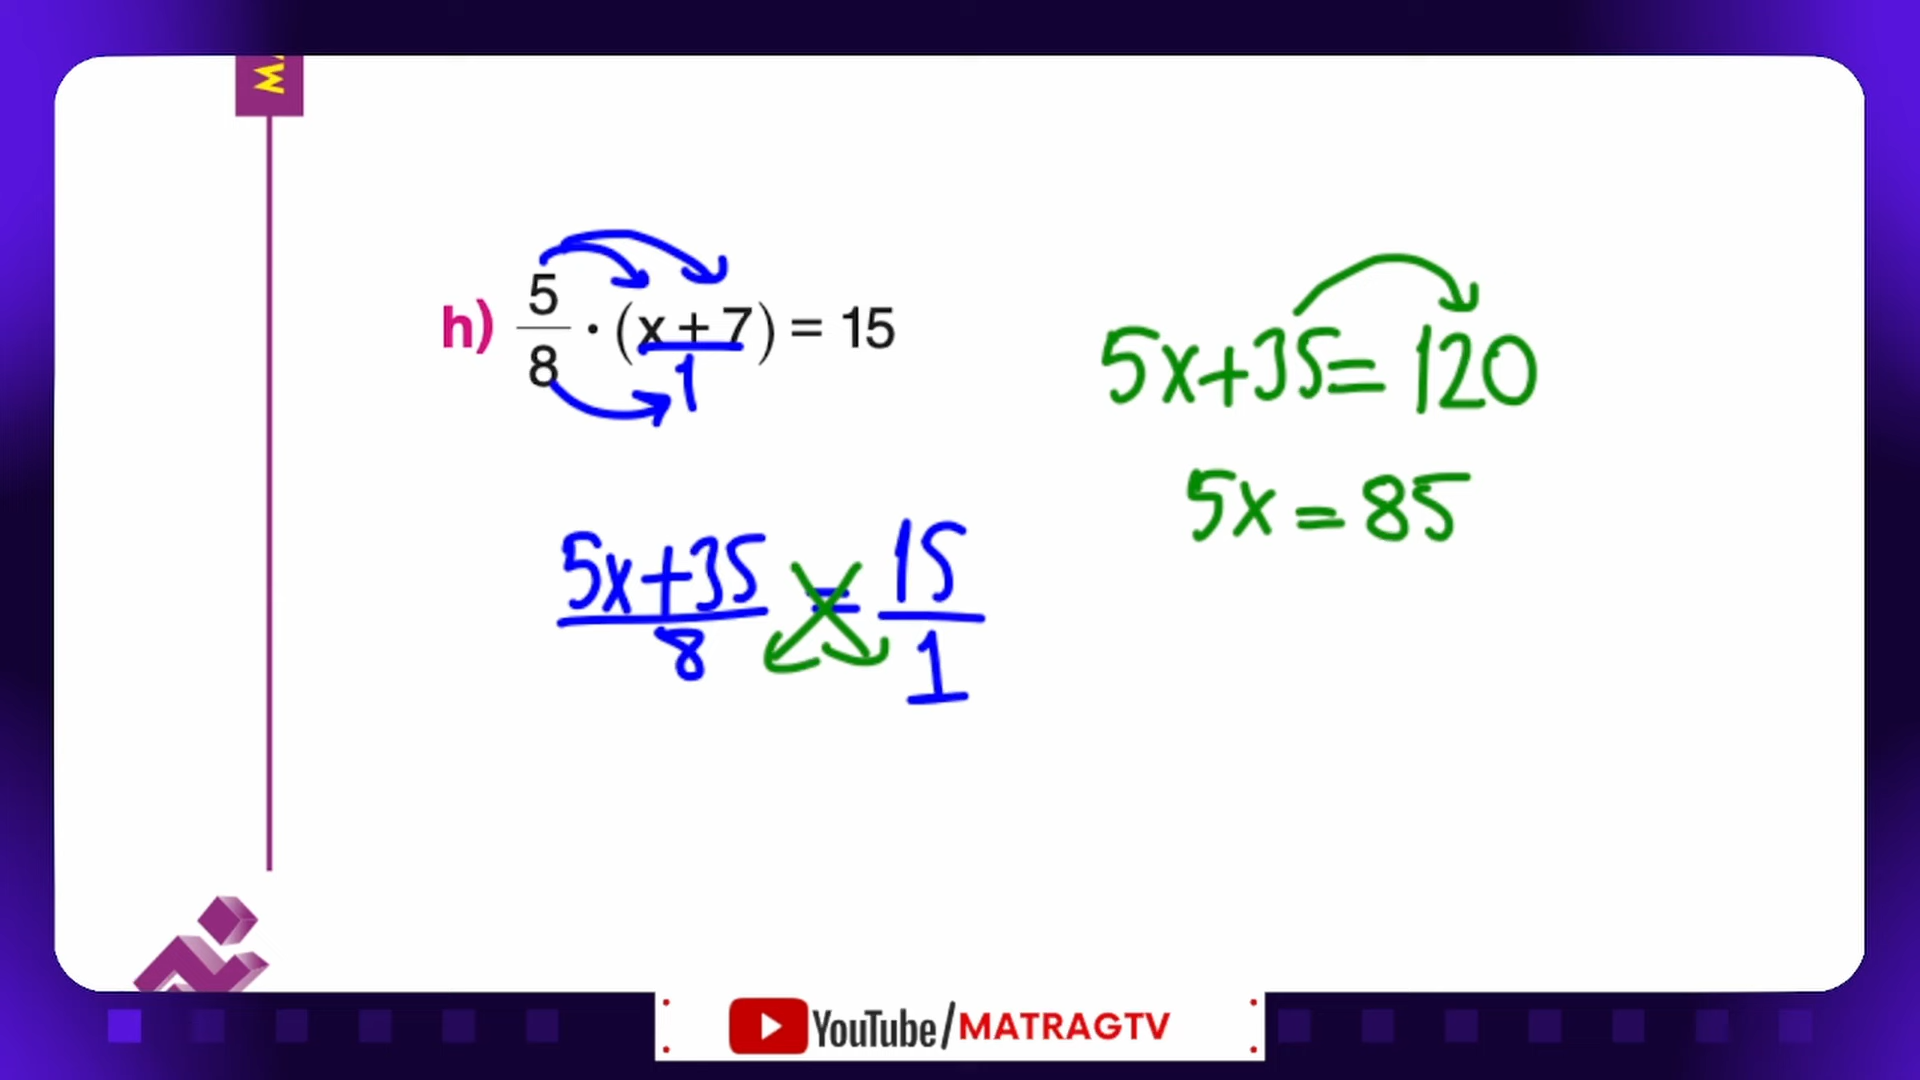 W
h) 5/8 · (x + 7) = 15
1
5x+35/8 = 15/1
5x+35=120
5x=85
YouTube/MATRAGTV